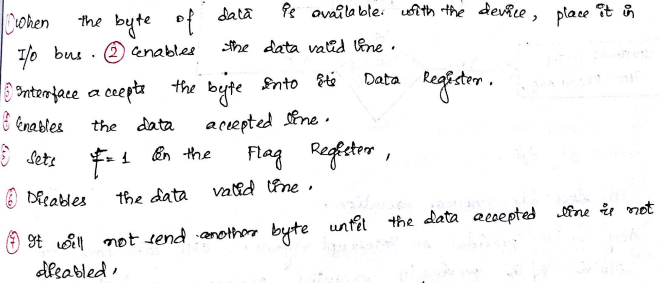 ① When the byte of data is available with the device, place it in
I/o bus. ② enables the data valid line.
③ Interface accepts the byte into its Data Register.
④ Enables the data accepted line.
⑤ Sets F=1 in the Flag Register,
⑥ Disables the data valid line.
⑦ It will not send another byte until the data accepted line is not
disabled,